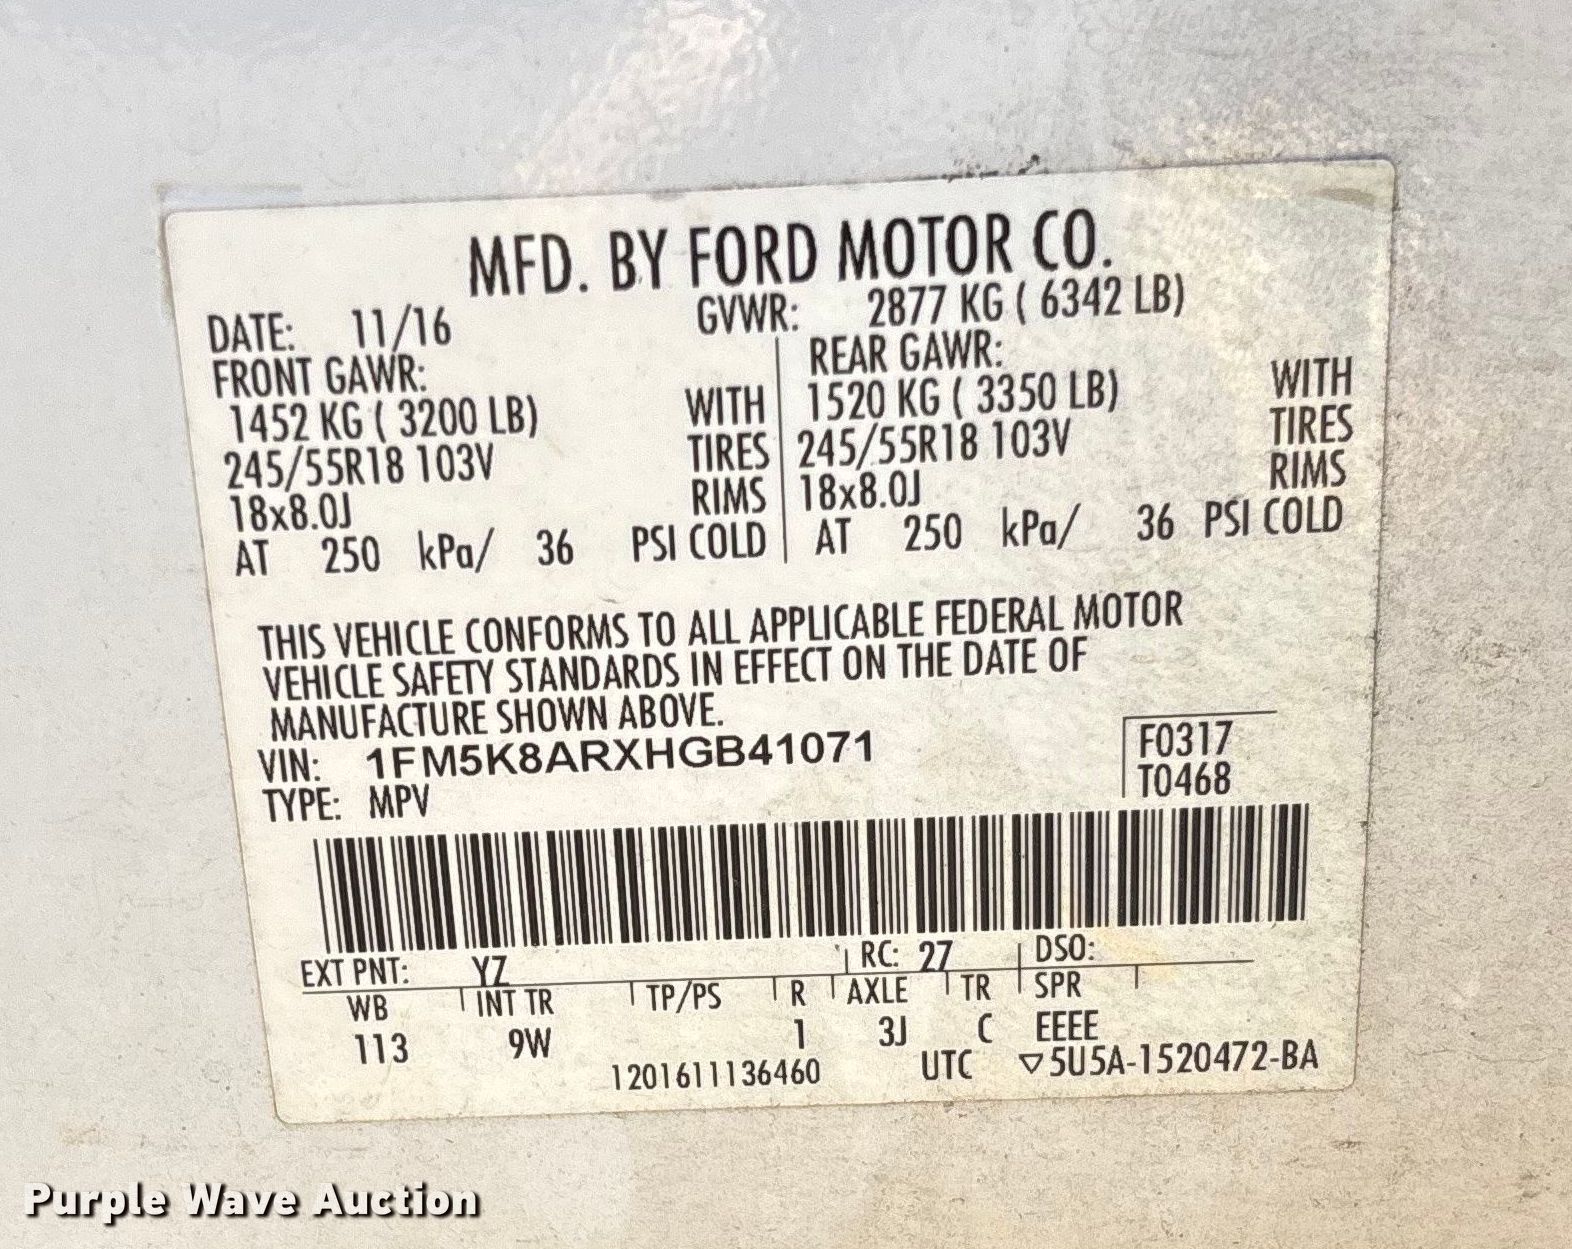 MFD. BY FORD MOTOR CO.
DATE: 11/16 GVWR: 2877 KG ( 6342 LB)
FRONT GAWR: REAR GAWR:
1452 KG ( 3200 LB) WITH 1520 KG ( 3350 LB) WITH
245/55R18 103V TIRES 245/55R18 103V TIRES
18x8.0J RIMS 18x8.0J RIMS
AT 250 kPa/ 36 PSI COLD AT 250 kPa/ 36 PSI COLD
THIS VEHICLE CONFORMS TO ALL APPLICABLE FEDERAL MOTOR
VEHICLE SAFETY STANDARDS IN EFFECT ON THE DATE OF
MANUFACTURE SHOWN ABOVE.
VIN: 1FM5K8ARXHGB41071 F0317
TYPE: MPV T0468
EXT PNT: YZ RC: 27 DSO:
WB INT TR TP/PS R AXLE TR SPR
113 9W 1 3J C EEEE
1201611136460 UTC ▽5U5A-1520472-BA
Purple Wave Auction